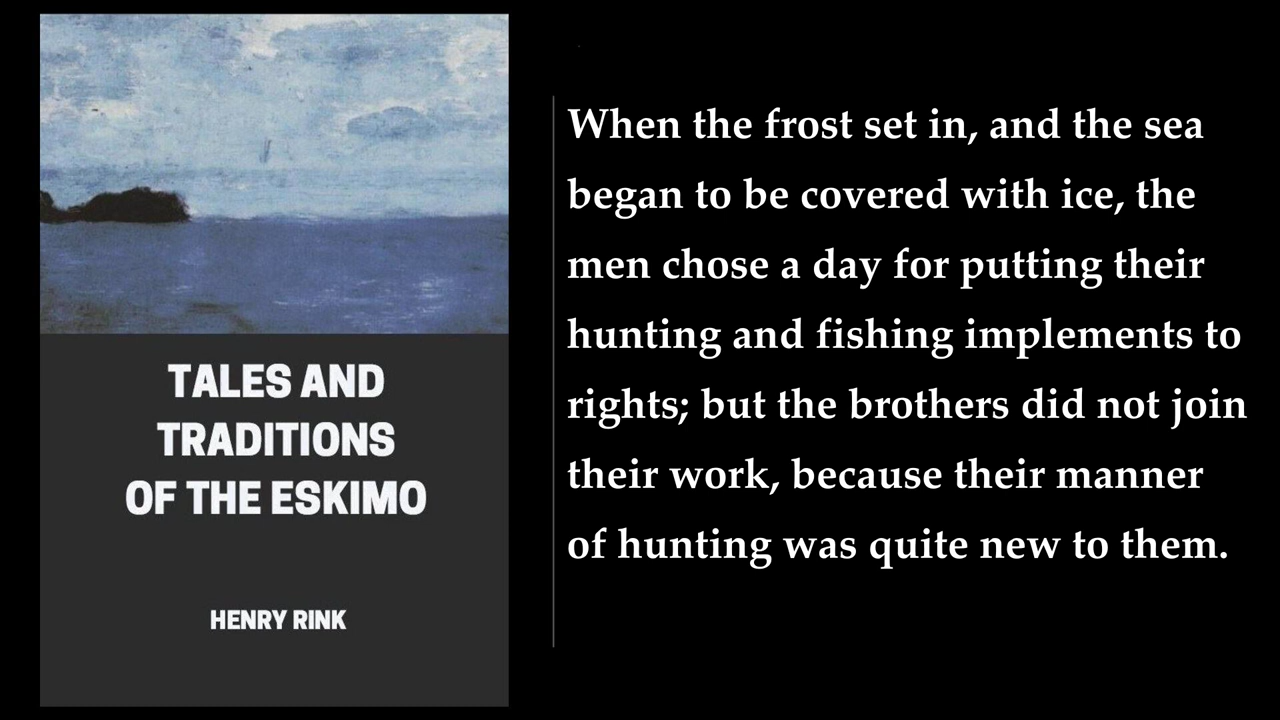 TALES AND
TRADITIONS
OF THE ESKIMO
HENRY RINK
When the frost set in, and the sea
began to be covered with ice, the
men chose a day for putting their
hunting and fishing implements to
rights; but the brothers did not join
their work, because their manner
of hunting was quite new to them.